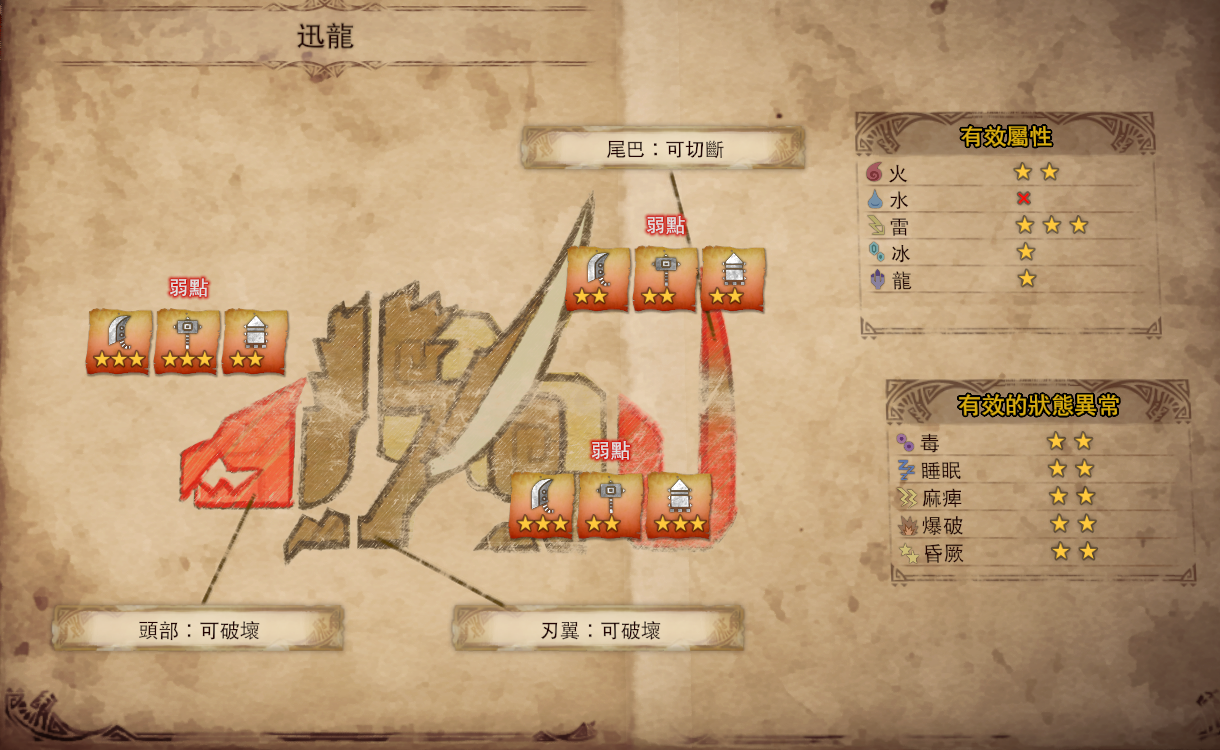 迅龍
尾巴：可切斷
弱點
弱點
弱點
頭部：可破壞
刃翼：可破壞
有效屬性
火
水
雷
冰
龍
有效的狀態異常
毒
睡眠
麻痺
爆破
昏厥